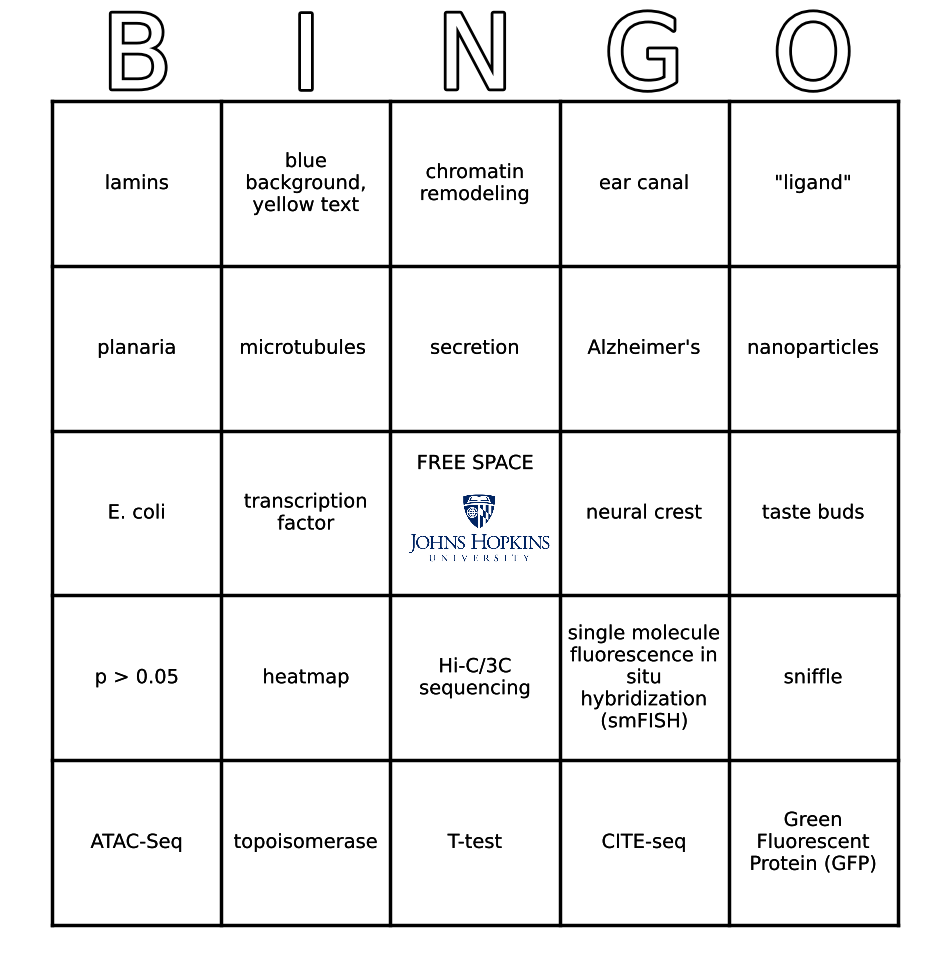 B I N G O
lamins
blue
background,
yellow text
chromatin
remodeling
ear canal
"ligand"
planaria
microtubules
secretion
Alzheimer's
nanoparticles
E. coli
transcription
factor
FREE SPACE
JOHNS HOPKINS
UNIVERSITY
neural crest
taste buds
p > 0.05
heatmap
Hi-C/3C
sequencing
single molecule
fluorescence in
situ
hybridization
(smFISH)
sniffle
ATAC-Seq
topoisomerase
T-test
CITE-seq
Green
Fluorescent
Protein (GFP)